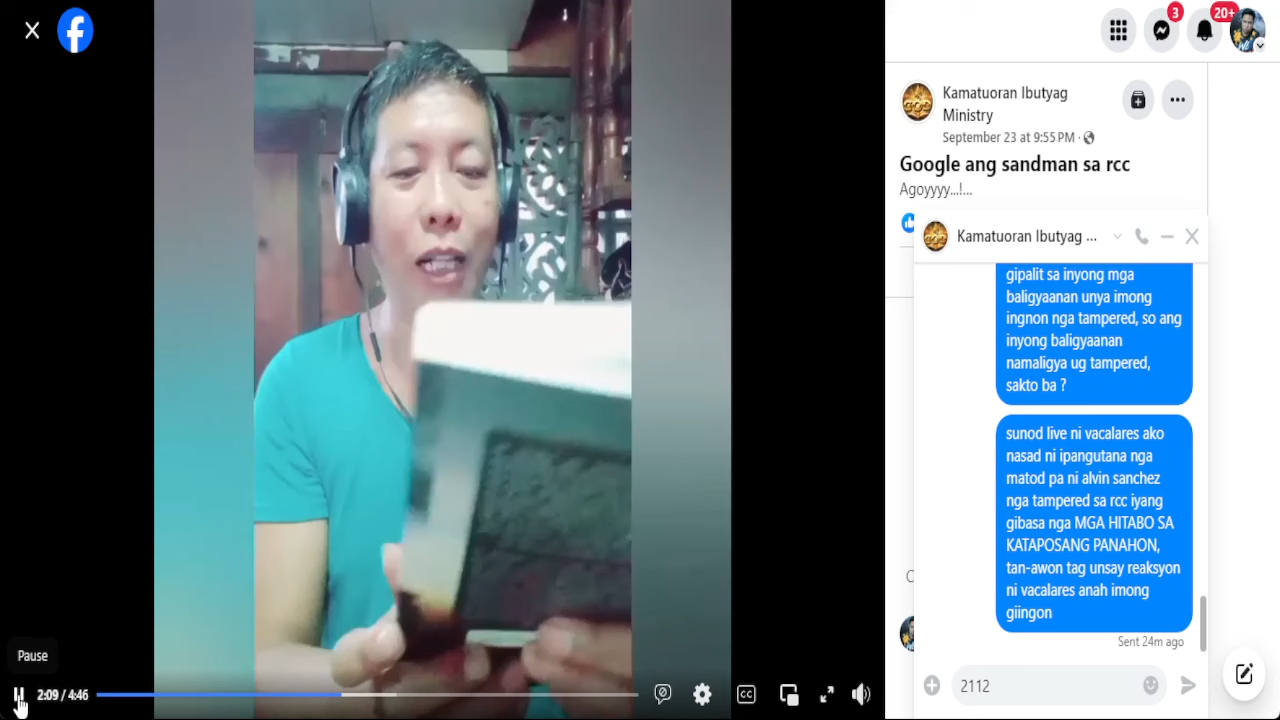 3
20+
Kamatuoran Ibutyag
Ministry
September 23 at 9:55 PM ·
Google ang sandman sa rcc
Agoyyyy...!...
Kamatuoran Ibutyag ...
gipalit sa inyong mga
baligyaanan unya imong
ingnon nga tampered, so ang
inyong baligyaanan
namaligya ug tampered,
sakto ba ?
sunod live ni vacalares ako
nasad ni ipangutana nga
matod pa ni alvin sanchez
nga tampered sa rcc iyang
gibasa nga MGA HITABO SA
KATAPOSANG PANAHON,
tan-awon tag unsay reaksyon
ni vacalares anah imong
giingon
Sent 24m ago
2112
Pause
2:09 / 4:46
CC